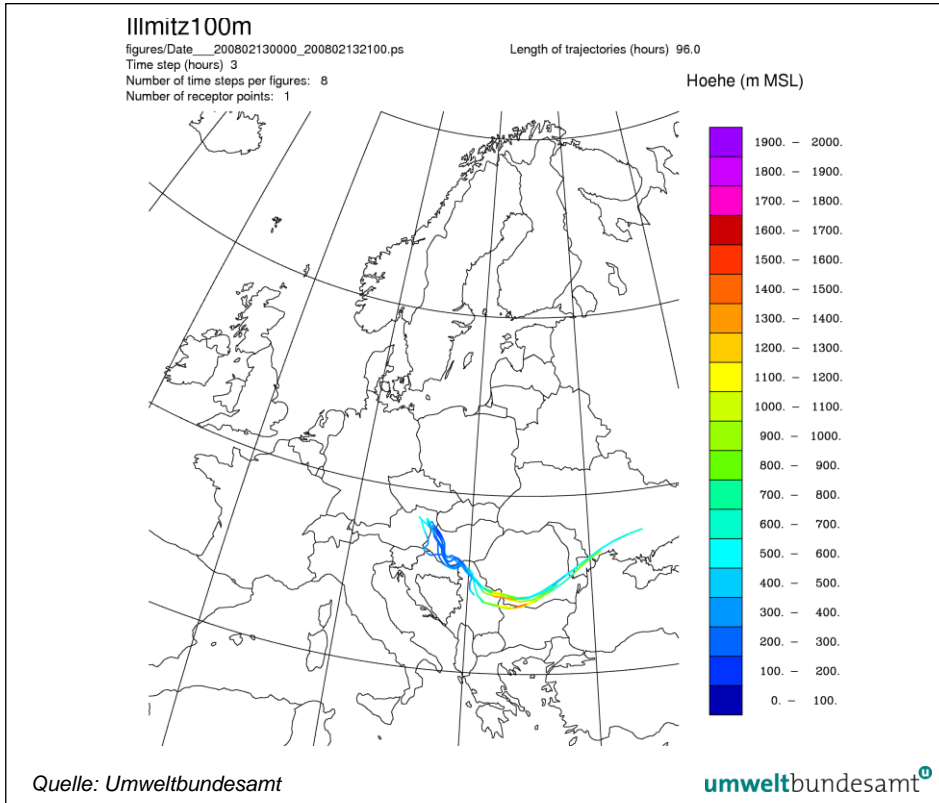 Illmitz100m
figures/Date___200802130000_200802132100.ps Length of trajectories (hours) 96.0
Time step (hours) 3
Number of time steps per figures: 8
Number of receptor points: 1
Hoehe (m MSL)
1900. – 2000.
1800. – 1900.
1700. – 1800.
1600. – 1700.
1500. – 1600.
1400. – 1500.
1300. – 1400.
1200. – 1300.
1100. – 1200.
1000. – 1100.
900. – 1000.
800. – 900.
700. – 800.
600. – 700.
500. – 600.
400. – 500.
300. – 400.
200. – 300.
100. – 200.
0. – 100.
Quelle: Umweltbundesamt
umweltbundesamt u